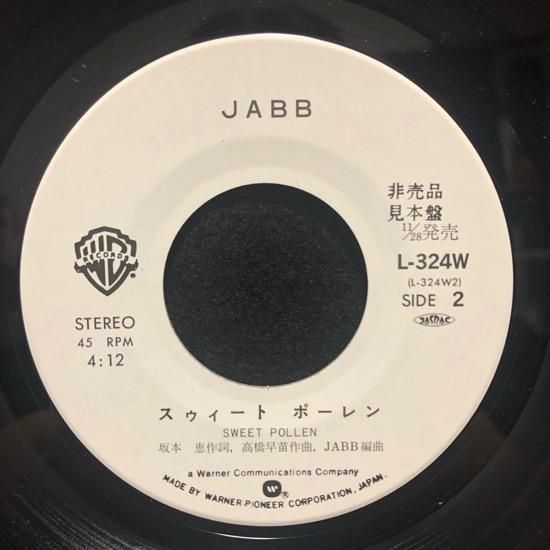 JABB
非売品
見本盤
11/28発売
L-324W
(L-324W2)
SIDE 2
JASRAC
WB
RECORDS
STEREO
45 RPM
4:12
スウィート ポーレン
SWEET POLLEN
坂本 恵作詞, 高橋早苗作曲, JABB編曲
a Warner Communications Company
®
MADE BY WARNER-PIONEER CORPORATION, JAPAN.